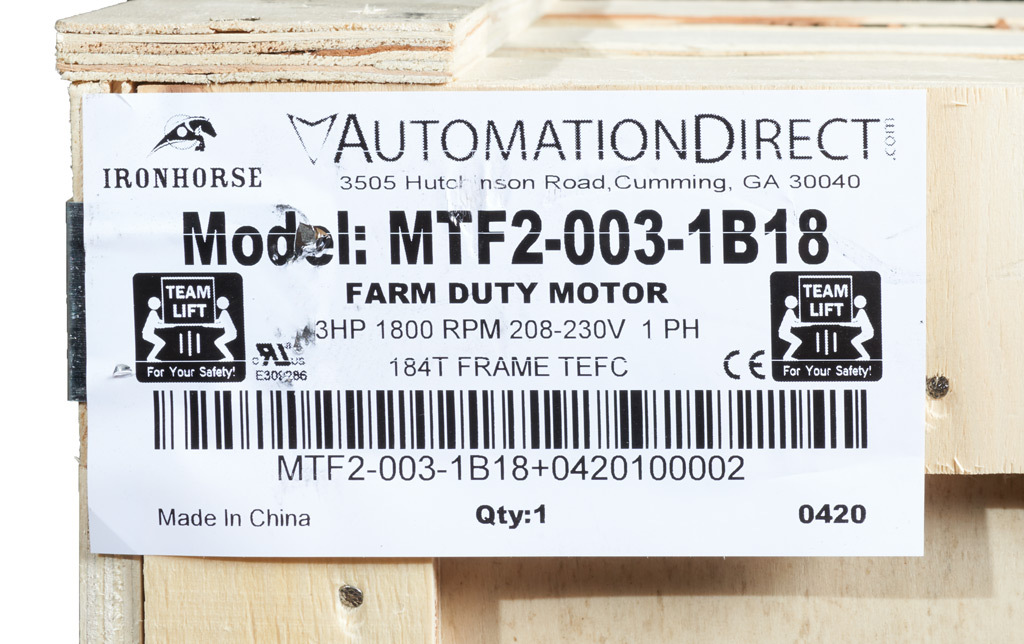 IRONHORSE
AUTOMATIONDIRECT.com
3505 Hutchinson Road,Cumming, GA 30040
Model: MTF2-003-1B18
FARM DUTY MOTOR
TEAM
LIFT
For Your Safety!
3HP 1800 RPM 208-230V 1 PH
184T FRAME TEFC
c RU US
CE
TEAM
LIFT
For Your Safety!
MTF2-003-1B18+0420100002
Made In China
Qty:1
0420